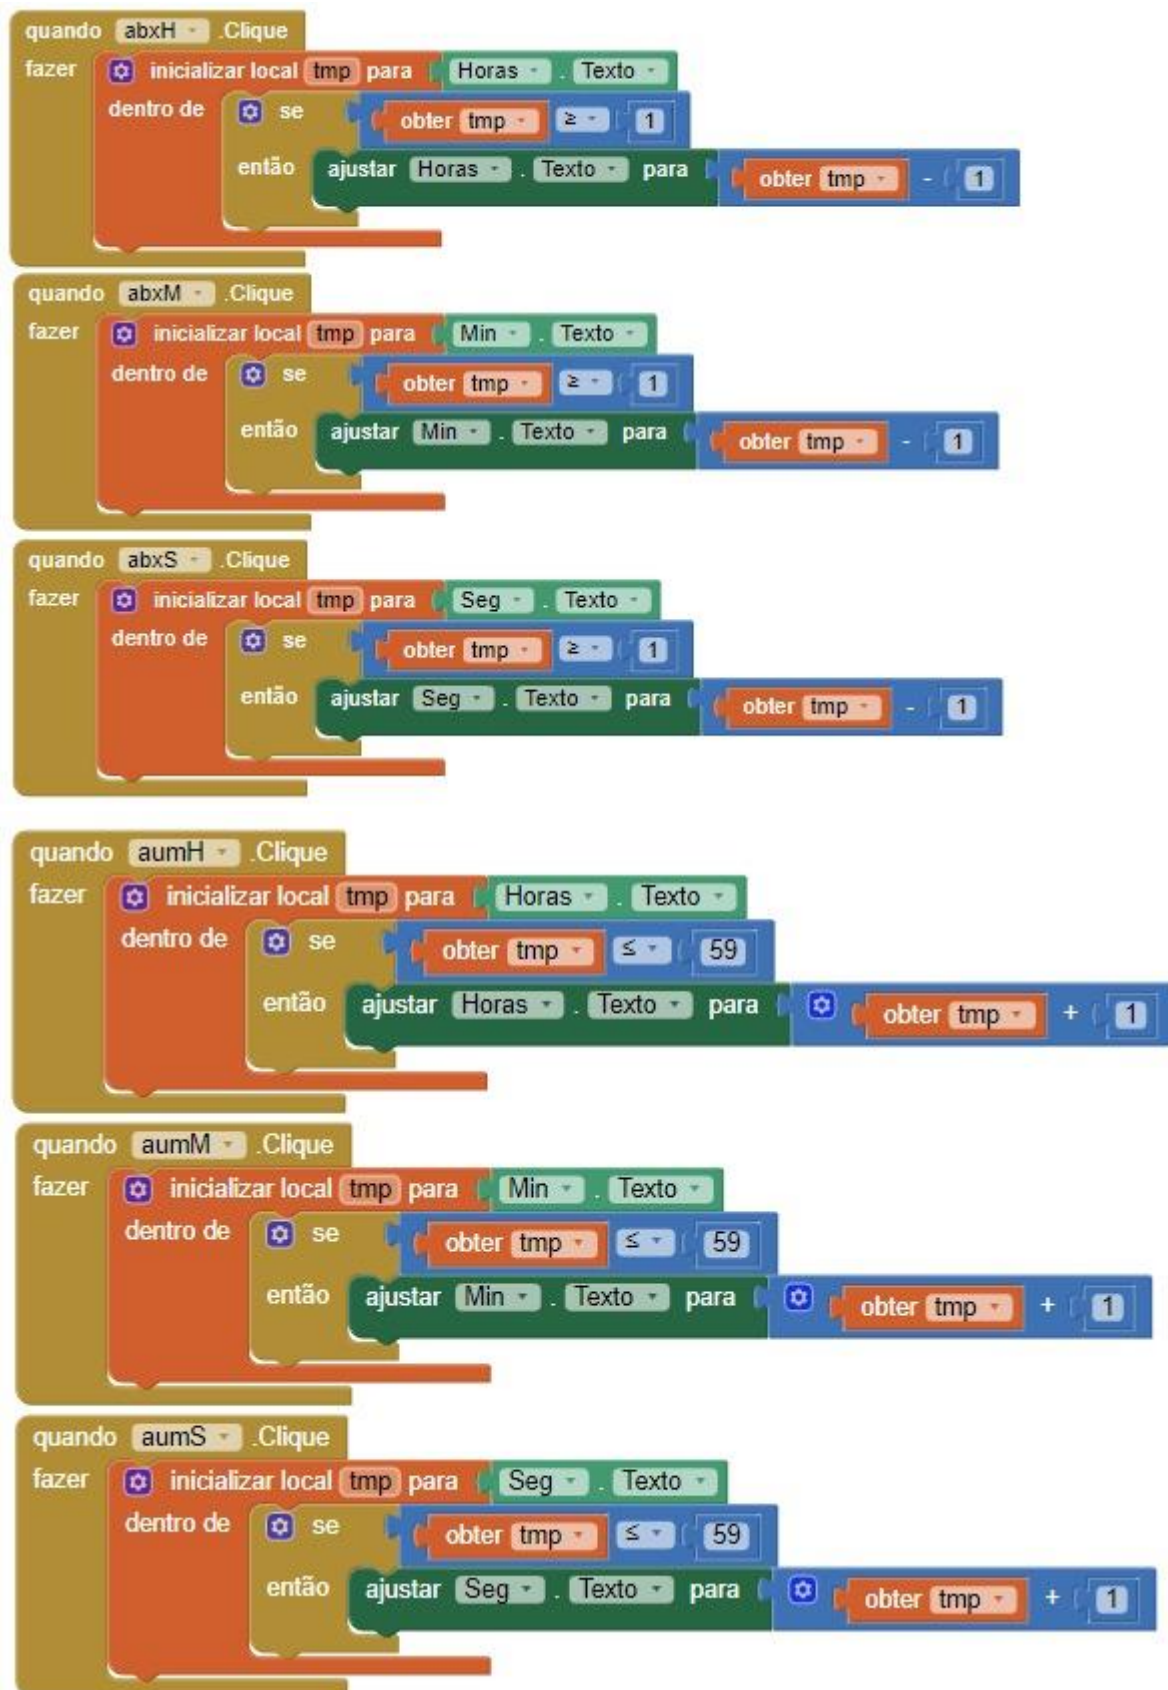 quando abxH .Clique
fazer inicializar local tmp para Horas . Texto
dentro de se obter tmp ≥ 1
então ajustar Horas . Texto para obter tmp - 1
quando abxM .Clique
fazer inicializar local tmp para Min . Texto
dentro de se obter tmp ≥ 1
então ajustar Min . Texto para obter tmp - 1
quando abxS .Clique
fazer inicializar local tmp para Seg . Texto
dentro de se obter tmp ≥ 1
então ajustar Seg . Texto para obter tmp - 1
quando aumH .Clique
fazer inicializar local tmp para Horas . Texto
dentro de se obter tmp ≤ 59
então ajustar Horas . Texto para obter tmp + 1
quando aumM .Clique
fazer inicializar local tmp para Min . Texto
dentro de se obter tmp ≤ 59
então ajustar Min . Texto para obter tmp + 1
quando aumS .Clique
fazer inicializar local tmp para Seg . Texto
dentro de se obter tmp ≤ 59
então ajustar Seg . Texto para obter tmp + 1